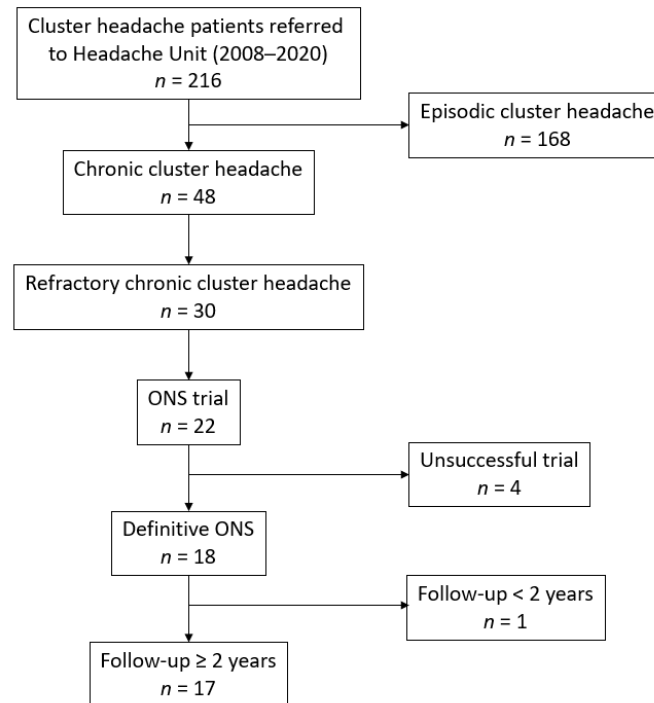 Cluster headache patients referred
to Headache Unit (2008–2020)
n = 216
Episodic cluster headache
n = 168
Chronic cluster headache
n = 48
Refractory chronic cluster headache
n = 30
ONS trial
n = 22
Unsuccessful trial
n = 4
Definitive ONS
n = 18
Follow-up < 2 years
n = 1
Follow-up ≥ 2 years
n = 17